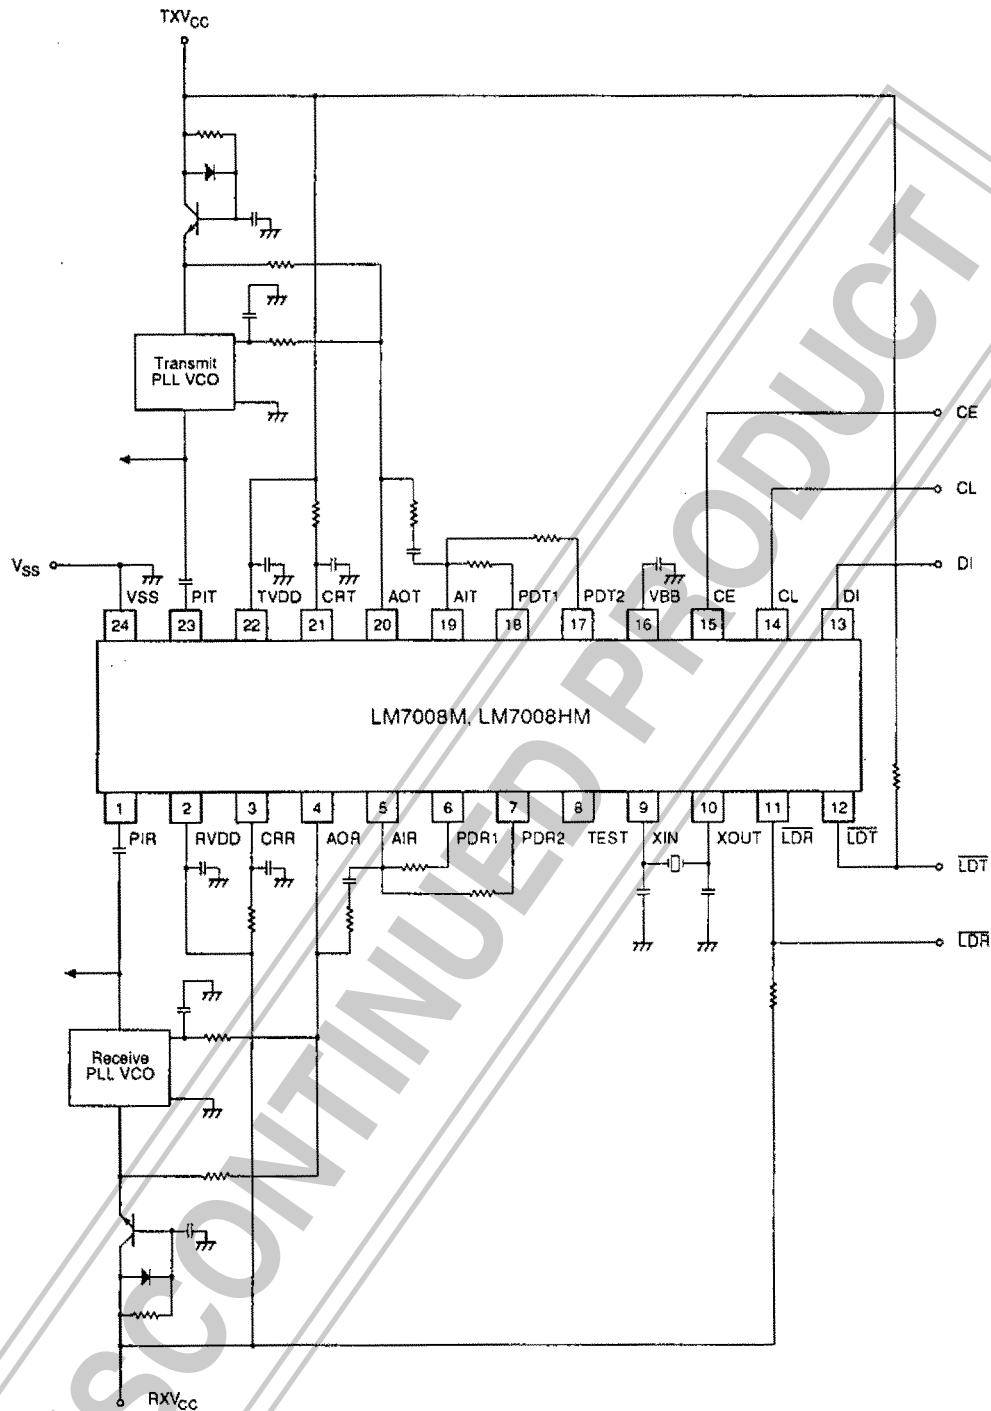 TXVCC
Transmit
PLL VCO
CE
CL
DI
VSS
VSS PIT TVDD CRT AOT AIT PDT1 PDT2 VBB CE CL DI
24 23 22 21 20 19 18 17 16 15 14 13
LM7008M, LM7008HM
1 2 3 4 5 6 7 8 9 10 11 12
PIR RVDD CRR AOR AIR PDR1 PDR2 TEST XIN XOUT LDR LDT
LDT
LDR
Receive
PLL VCO
RXVCC
DISCONTINUED PRODUCT